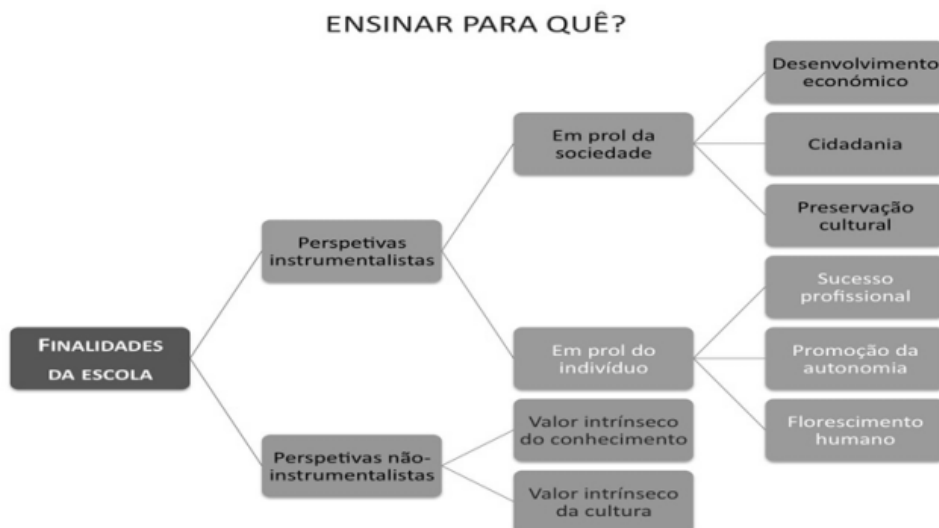 ENSINAR PARA QUÊ?
FINALIDADES
DA ESCOLA
Perspetivas
instrumentalistas
Em prol da
sociedade
Desenvolvimento
económico
Cidadania
Preservação
cultural
Em prol do
indivíduo
Sucesso
profissional
Promoção da
autonomia
Florescimento
humano
Perspetivas não-
instrumentalistas
Valor intrínseco
do conhecimento
Valor intrínseco
da cultura